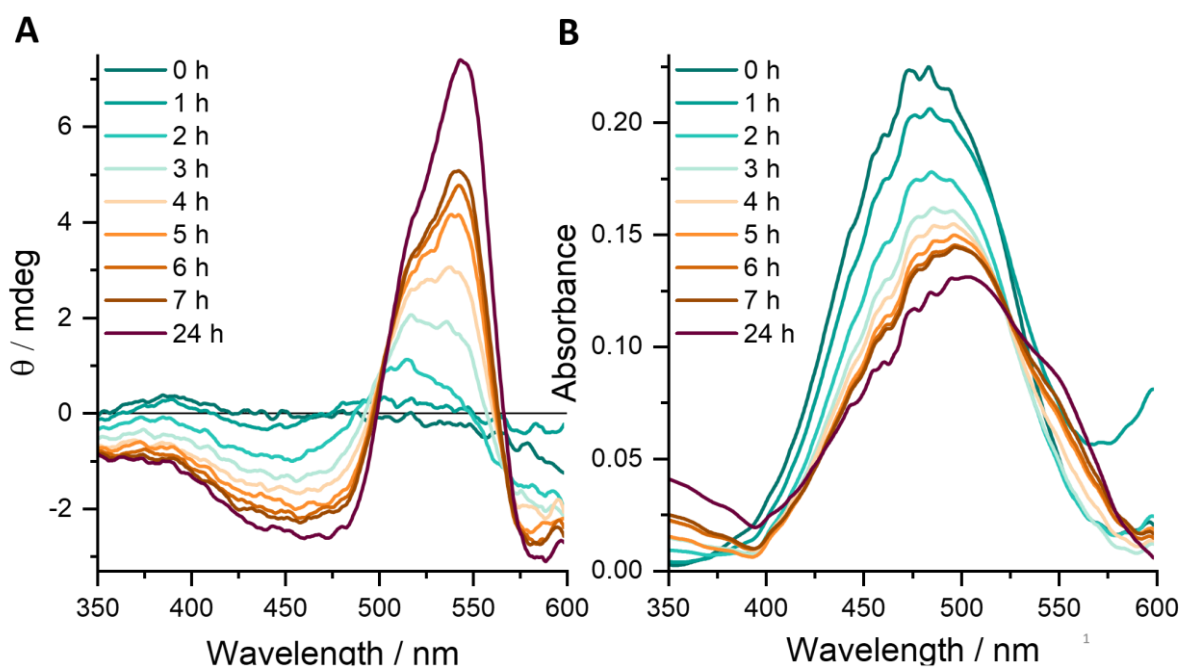 A
θ / mdeg
6
4
2
0
-2
0 h
1 h
2 h
3 h
4 h
5 h
6 h
7 h
24 h
350 400 450 500 550 600
Wavelength / nm
B
Absorbance
0.20
0.15
0.10
0.05
0.00
0 h
1 h
2 h
3 h
4 h
5 h
6 h
7 h
24 h
350 400 450 500 550 600
Wavelength / nm
1